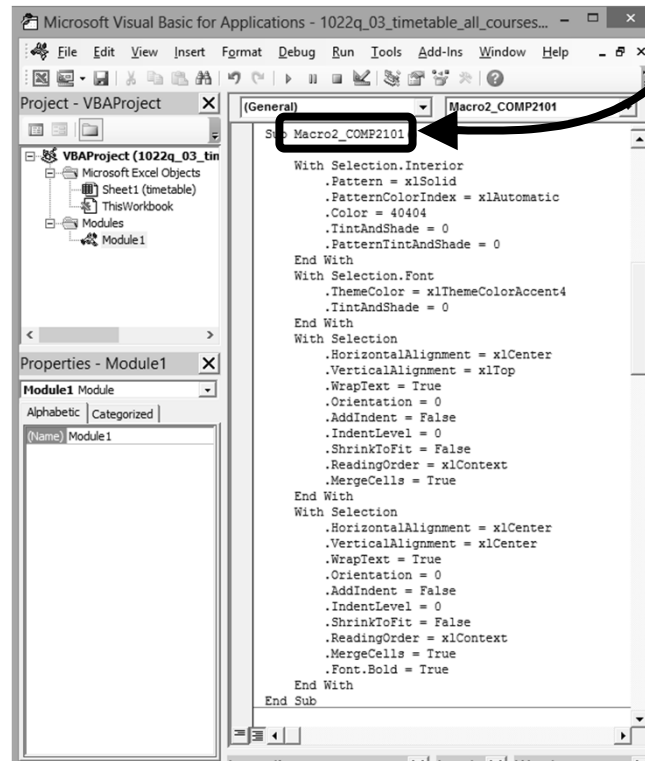 Microsoft Visual Basic for Applications - 1022q_03_timetable_all_courses...
File Edit View Insert Format Debug Run Tools Add-Ins Window Help
Project - VBAProject
VBAProject (1022q_03_tin
Microsoft Excel Objects
Sheet1 (timetable)
ThisWorkbook
Modules
Module1
Properties - Module1
Module1 Module
Alphabetic Categorized
(Name) Module1
(General) Macro2_COMP2101
Sub Macro2_COMP2101
With Selection.Interior
.Pattern = xlSolid
.PatternColorIndex = xlAutomatic
.Color = 40404
.TintAndShade = 0
.PatternTintAndShade = 0
End With
With Selection.Font
.ThemeColor = xlThemeColorAccent4
.TintAndShade = 0
End With
With Selection
.HorizontalAlignment = xlCenter
.VerticalAlignment = xlTop
.WrapText = True
.Orientation = 0
.AddIndent = False
.IndentLevel = 0
.ShrinkToFit = False
.ReadingOrder = xlContext
.MergeCells = True
End With
With Selection
.HorizontalAlignment = xlCenter
.VerticalAlignment = xlCenter
.WrapText = True
.Orientation = 0
.AddIndent = False
.IndentLevel = 0
.ShrinkToFit = False
.ReadingOrder = xlContext
.MergeCells = True
.Font.Bold = True
End With
End Sub